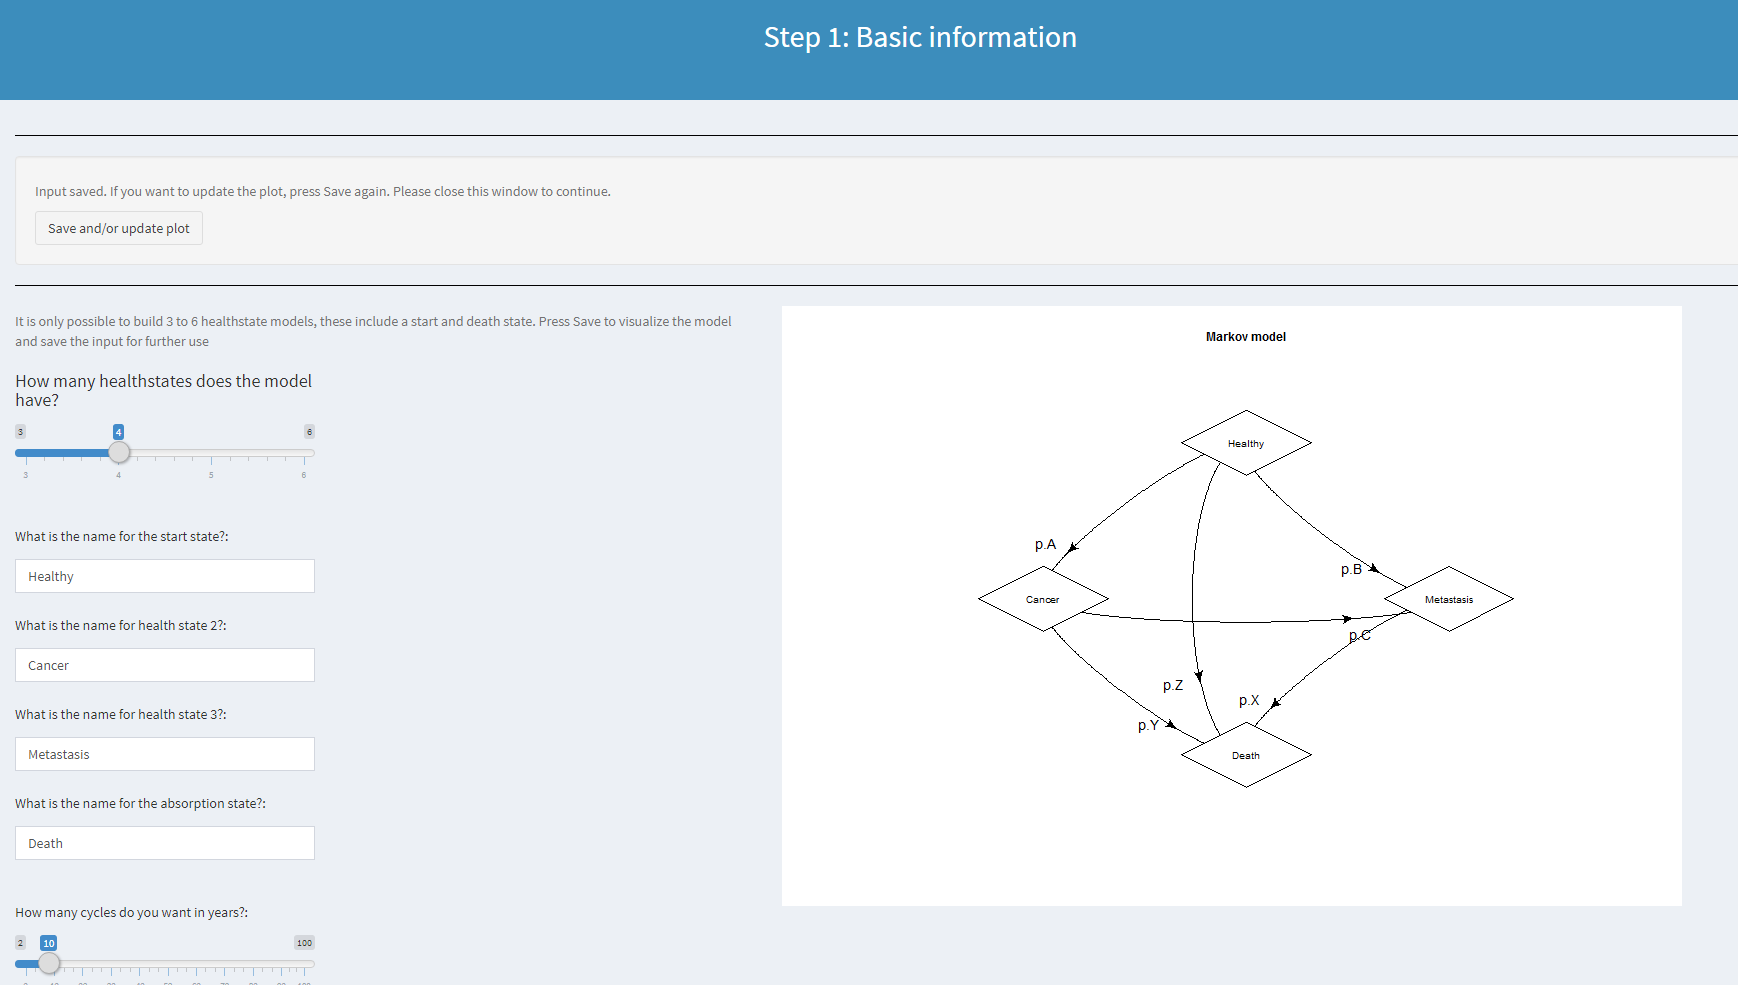 Step 1: Basic information
Input saved. If you want to update the plot, press Save again. Please close this window to continue.
Save and/or update plot
It is only possible to build 3 to 6 healthstate models, these include a start and death state. Press Save to visualize the model
and save the input for further use
How many healthstates does the model
have?
3 4 6
3 4 5 6
What is the name for the start state?:
Healthy
What is the name for health state 2?:
Cancer
What is the name for health state 3?:
Metastasis
What is the name for the absorption state?:
Death
How many cycles do you want in years?:
2 10 100
Markov model
Healthy
p.A
p.B
Cancer
Metastasis
p.C
p.Z
p.X
p.Y
Death